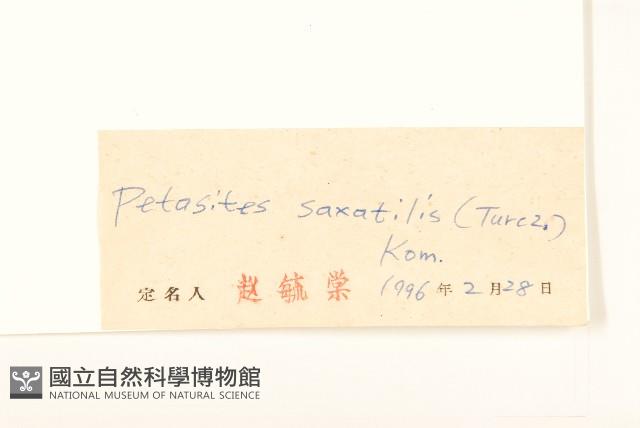 Petasites saxatilis (Turcz.)
Kom.
定名人 赵毓棠 1996年2月28日
國立自然科學博物館
NATIONAL MUSEUM OF NATURAL SCIENCE